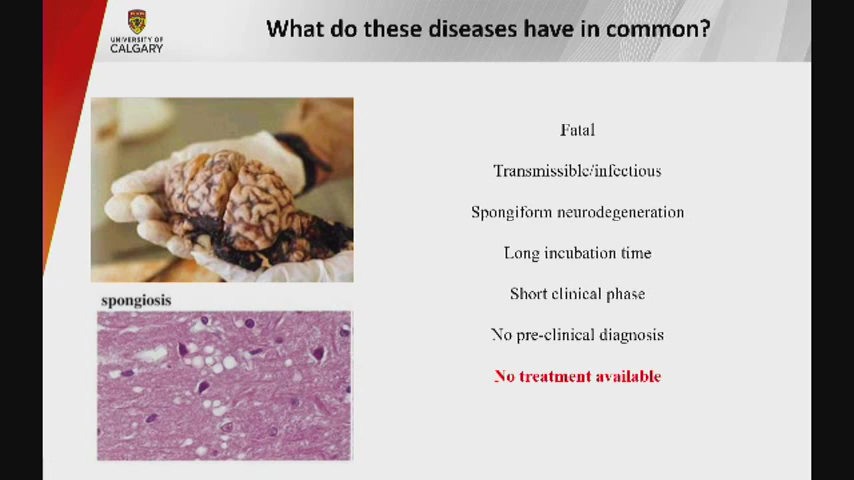 UNIVERSITY OF
CALGARY
What do these diseases have in common?
Fatal
Transmissible/infectious
Spongiform neurodegeneration
Long incubation time
Short clinical phase
No pre-clinical diagnosis
No treatment available
spongiosis